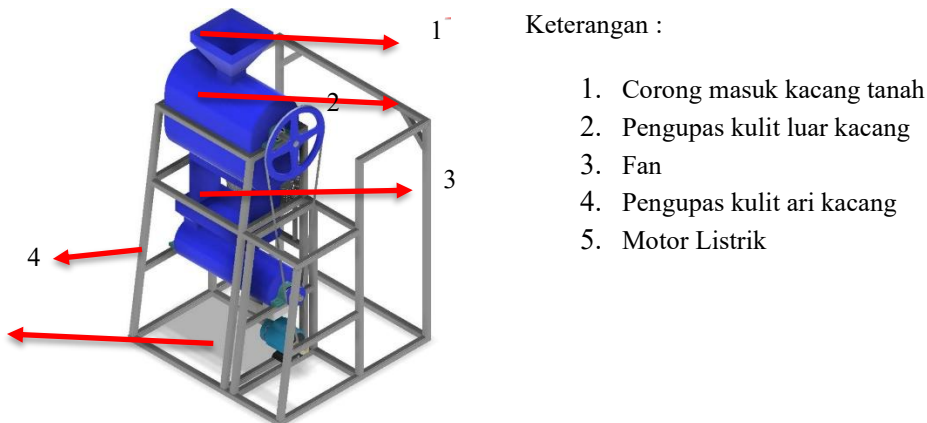 1
2
3
4
Keterangan :
1. Corong masuk kacang tanah
2. Pengupas kulit luar kacang
3. Fan
4. Pengupas kulit ari kacang
5. Motor Listrik